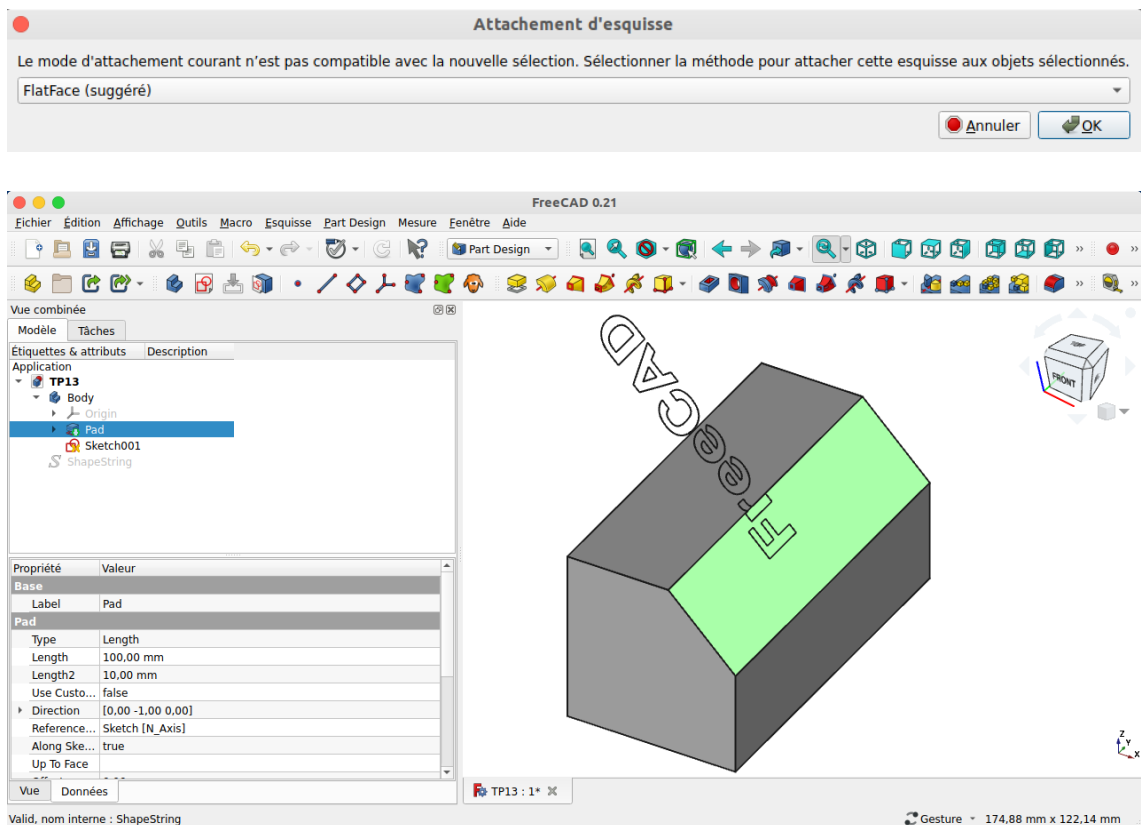 Attachement d'esquisse
Le mode d'attachement courant n'est pas compatible avec la nouvelle sélection. Sélectionner la méthode pour attacher cette esquisse aux objets sélectionnés.
FlatFace (suggéré)
Annuler OK
FreeCAD 0.21
Fichier Édition Affichage Outils Macro Esquisse Part Design Mesure Fenêtre Aide
Part Design
Vue combinée
Modèle Tâches
Étiquettes & attributs Description
Application
TP13
Body
Origin
Pad
Sketch001
ShapeString
Propriété Valeur
Base
Label Pad
Pad
Type Length
Length 100,00 mm
Length2 10,00 mm
Use Custo... false
Direction [0,00 -1,00 0,00]
Reference... Sketch [N_Axis]
Along Ske... true
Up To Face
Vue Données
FreeCAD
FRONT
Z
Y
X
TP13 : 1*
Valid, nom interne : ShapeString
Gesture 174,88 mm x 122,14 mm